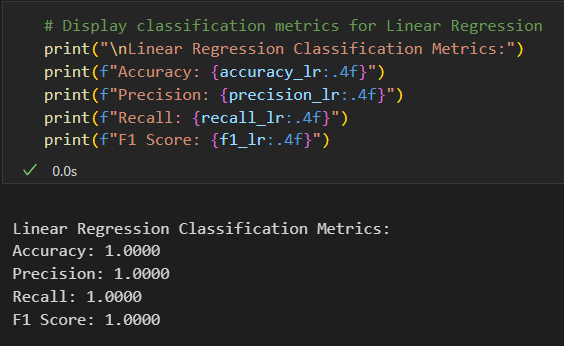 # Display classification metrics for Linear Regression
print("\nLinear Regression Classification Metrics:")
print(f"Accuracy: {accuracy_lr:.4f}")
print(f"Precision: {precision_lr:.4f}")
print(f"Recall: {recall_lr:.4f}")
print(f"F1 Score: {f1_lr:.4f}")
0.0s
Linear Regression Classification Metrics:
Accuracy: 1.0000
Precision: 1.0000
Recall: 1.0000
F1 Score: 1.0000